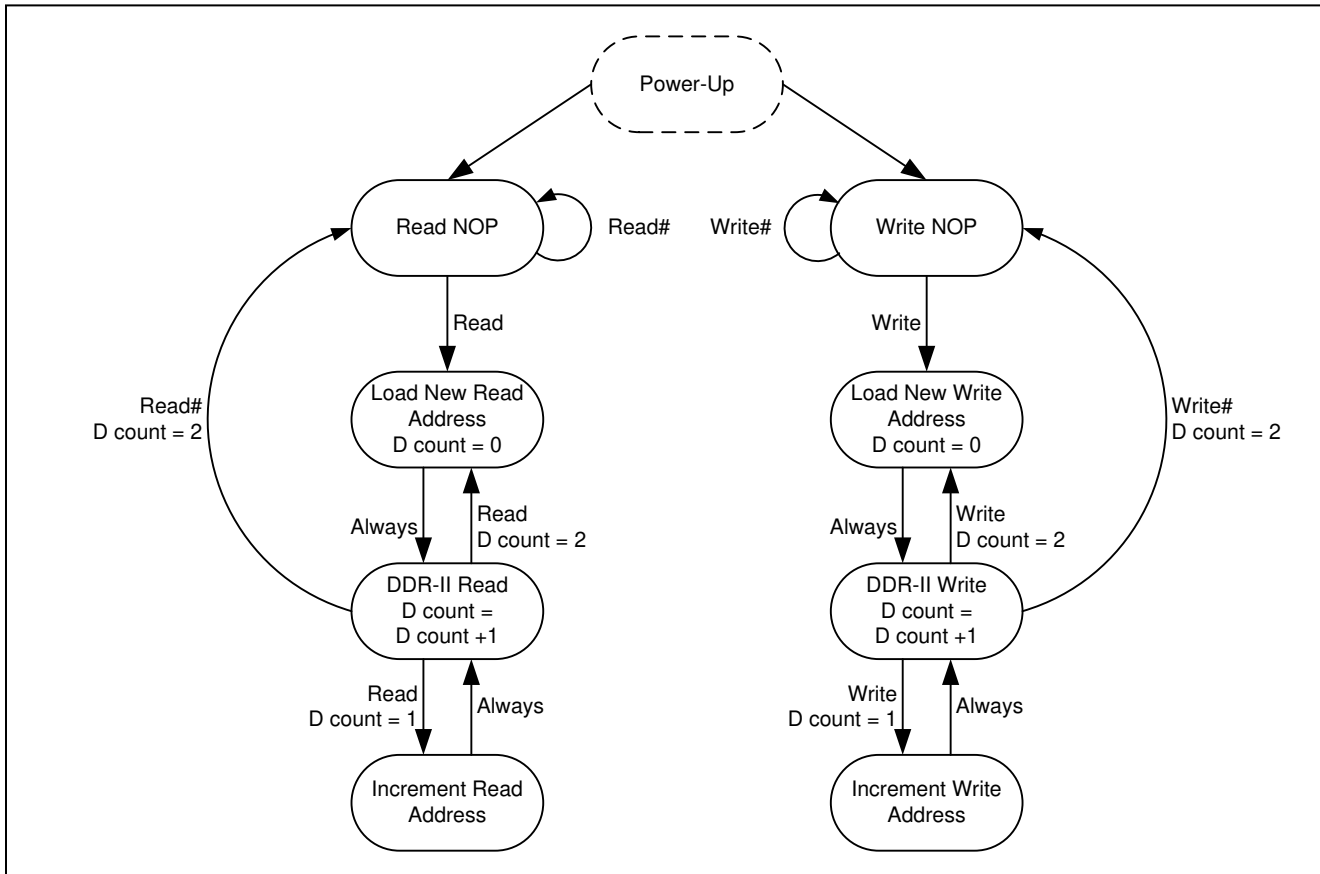 Power-Up
Read NOP
Read#
Write#
Write NOP
Read
Write
Load New Read
Address
D count = 0
Load New Write
Address
D count = 0
Read#
D count = 2
Write#
D count = 2
Always
Read
D count = 2
Always
Write
D count = 2
DDR-II Read
D count =
D count +1
DDR-II Write
D count =
D count +1
Read
D count = 1
Always
Write
D count = 1
Always
Increment Read
Address
Increment Write
Address